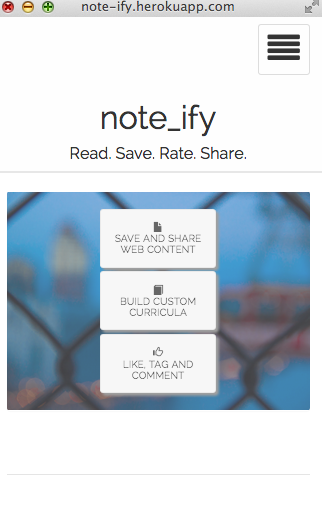 note-ify.herokuapp.com
note_ify
Read. Save. Rate. Share.
SAVE AND SHARE
WEB CONTENT
BUILD CUSTOM
CURRICULA
LIKE, TAG AND
COMMENT